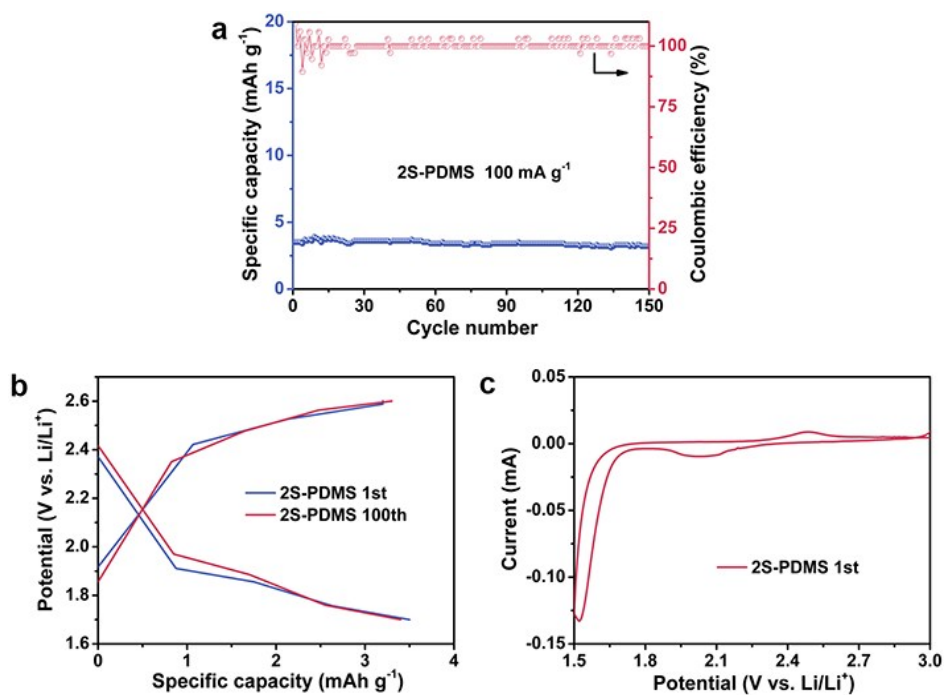 a
20
15
10
5
0
Specific capacity (mAh g⁻¹)
100
75
50
25
0
Coulombic efficiency (%)
2S-PDMS 100 mA g⁻¹
0 30 60 90 120 150
Cycle number
b
2.6
2.4
2.2
2.0
1.8
1.6
Potential (V vs. Li/Li⁺)
2S-PDMS 1st
2S-PDMS 100th
0 1 2 3 4
Specific capacity (mAh g⁻¹)
c
0.05
0.00
-0.05
-0.10
-0.15
Current (mA)
2S-PDMS 1st
1.5 1.8 2.1 2.4 2.7 3.0
Potential (V vs. Li/Li⁺)